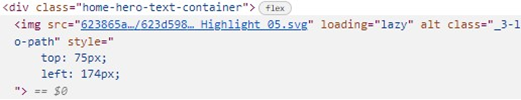 <div class="home-hero-text-container"> flex
<img src="623865a…/623d598… Highlight 05.svg" loading="lazy" alt class="_3-l
o-path" style="
top: 75px;
left: 174px;
"> == $0